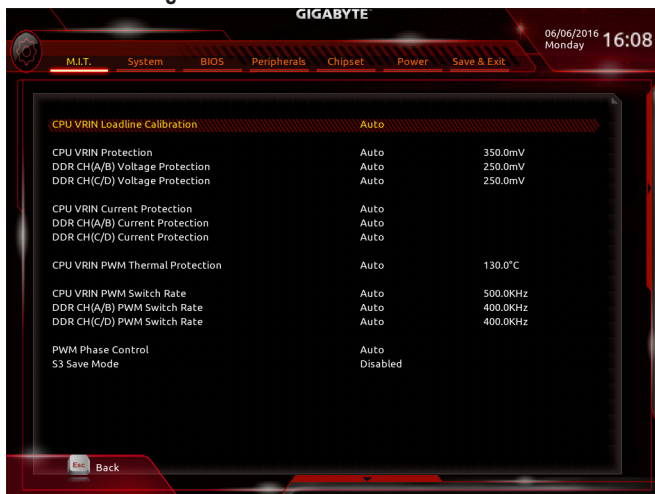 GIGABYTE
06/06/2016 Monday 16:08
M.I.T. System BIOS Peripherals Chipset Power Save & Exit
CPU VRIN Loadline Calibration Auto
CPU VRIN Protection Auto 350.0mV
DDR CH(A/B) Voltage Protection Auto 250.0mV
DDR CH(C/D) Voltage Protection Auto 250.0mV
CPU VRIN Current Protection Auto
DDR CH(A/B) Current Protection Auto
DDR CH(C/D) Current Protection Auto
CPU VRIN PWM Thermal Protection Auto 130.0°C
CPU VRIN PWM Switch Rate Auto 500.0KHz
DDR CH(A/B) PWM Switch Rate Auto 400.0KHz
DDR CH(C/D) PWM Switch Rate Auto 400.0KHz
PWM Phase Control Auto
S3 Save Mode Disabled
Esc Back